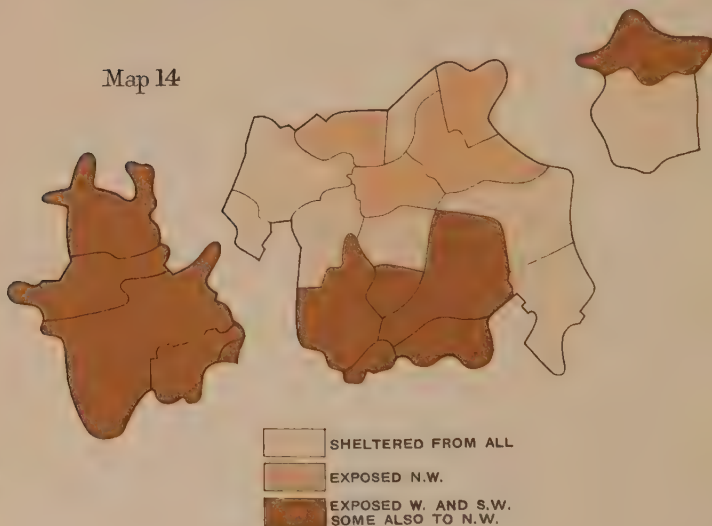 Map 14
SHELTERED FROM ALL
EXPOSED N.W.
EXPOSED W. AND S.W.
SOME ALSO TO N.W.